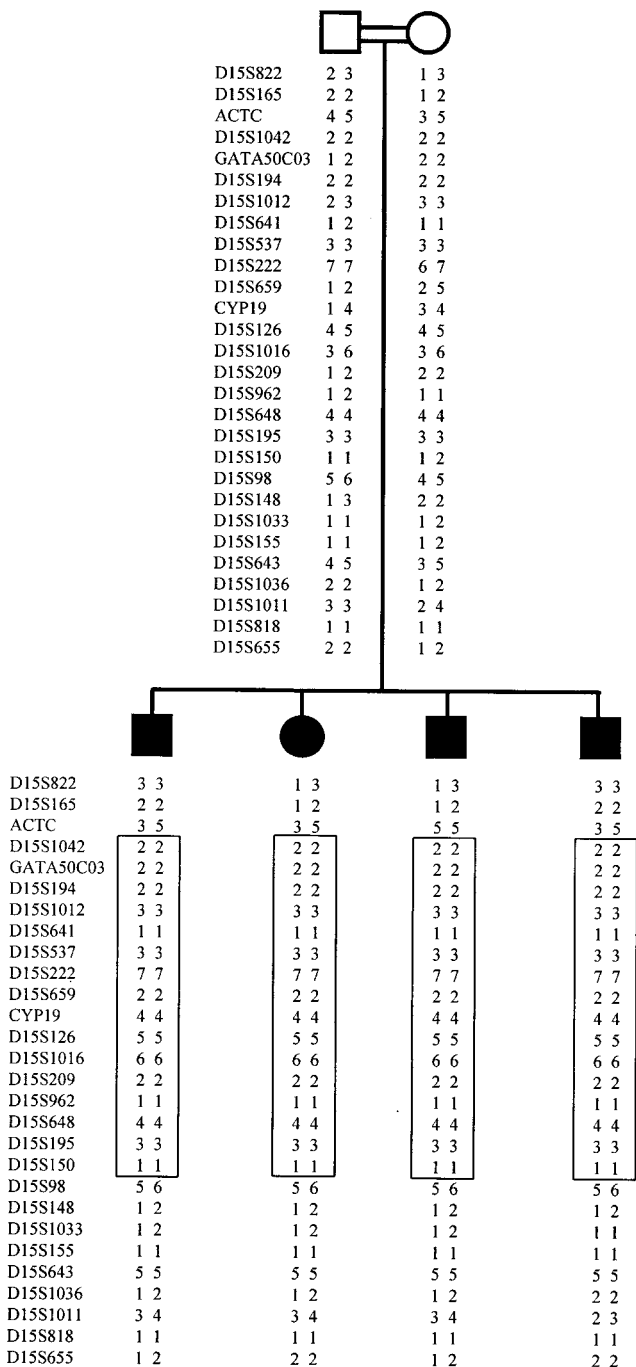 D15S822 2 3 1 3
D15S165 2 2 1 2
ACTC 4 5 3 5
D15S1042 2 2 2 2
GATA50C03 1 2 2 2
D15S194 2 2 2 2
D15S1012 2 3 3 3
D15S641 1 2 1 1
D15S537 3 3 3 3
D15S222 7 7 6 7
D15S659 1 2 2 5
CYP19 1 4 3 4
D15S126 4 5 4 5
D15S1016 3 6 3 6
D15S209 1 2 2 2
D15S962 1 2 1 1
D15S648 4 4 4 4
D15S195 3 3 3 3
D15S150 1 1 1 2
D15S98 5 6 4 5
D15S148 1 3 2 2
D15S1033 1 1 1 2
D15S155 1 1 1 2
D15S643 4 5 3 5
D15S1036 2 2 1 2
D15S1011 3 3 2 4
D15S818 1 1 1 1
D15S655 2 2 1 2
D15S822 3 3 1 3 1 3 3 3
D15S165 2 2 1 2 1 2 2 2
ACTC 3 5 3 5 5 5 3 5
D15S1042 2 2 2 2 2 2 2 2
GATA50C03 2 2 2 2 2 2 2 2
D15S194 2 2 2 2 2 2 2 2
D15S1012 3 3 3 3 3 3 3 3
D15S641 1 1 1 1 1 1 1 1
D15S537 3 3 3 3 3 3 3 3
D15S222 7 7 7 7 7 7 7 7
D15S659 2 2 2 2 2 2 2 2
CYP19 4 4 4 4 4 4 4 4
D15S126 5 5 5 5 5 5 5 5
D15S1016 6 6 6 6 6 6 6 6
D15S209 2 2 2 2 2 2 2 2
D15S962 1 1 1 1 1 1 1 1
D15S648 4 4 4 4 4 4 4 4
D15S195 3 3 3 3 3 3 3 3
D15S150 1 1 1 1 1 1 1 1
D15S98 5 6 5 6 5 6 5 6
D15S148 1 2 1 2 1 2 1 2
D15S1033 1 2 1 2 1 2 1 1
D15S155 1 1 1 1 1 1 1 1
D15S643 5 5 5 5 5 5 5 5
D15S1036 1 2 1 2 1 2 2 2
D15S1011 3 4 3 4 3 4 2 3
D15S818 1 1 1 1 1 1 1 1
D15S655 1 2 2 2 1 2 2 2